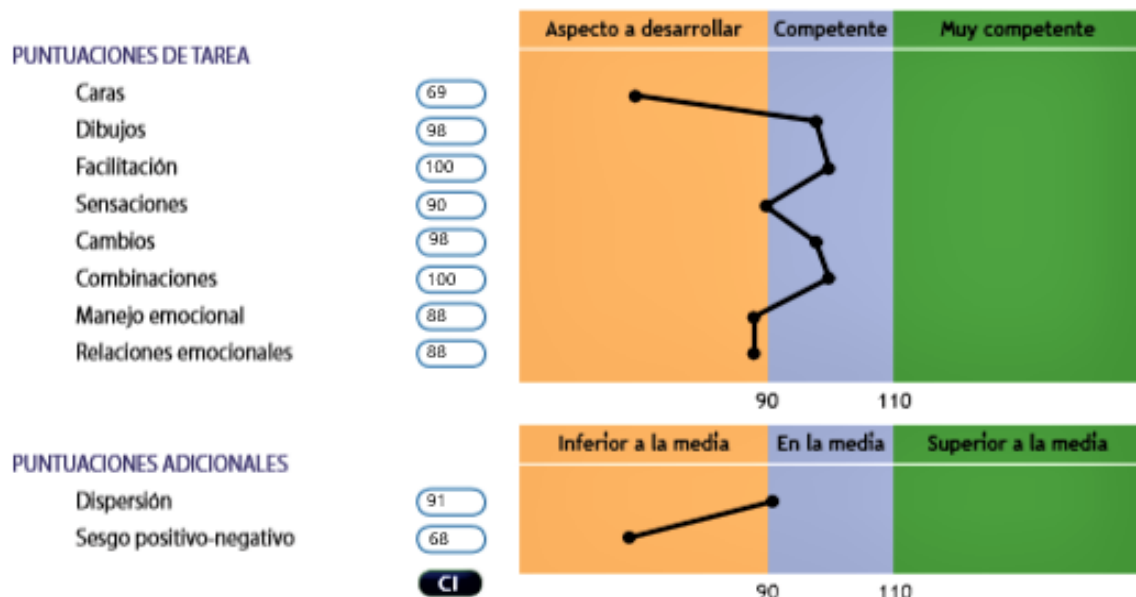 Aspecto a desarrollar Competente Muy competente
PUNTUACIONES DE TAREA
Caras 69
Dibujos 98
Facilitación 100
Sensaciones 90
Cambios 98
Combinaciones 100
Manejo emocional 88
Relaciones emocionales 88
90 110
Inferior a la media En la media Superior a la media
PUNTUACIONES ADICIONALES
Dispersión 91
Sesgo positivo-negativo 68
CI
90 110